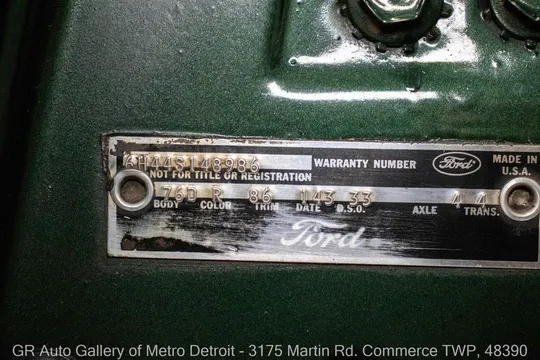 6H44S148986 WARRANTY NUMBER Ford MADE IN U.S.A.
NOT FOR TITLE OR REGISTRATION
76D R 86 143 33 4 4
BODY COLOR TRIM DATE D.S.O. AXLE TRANS.
Ford
GR Auto Gallery of Metro Detroit - 3175 Martin Rd. Commerce TWP, 48390